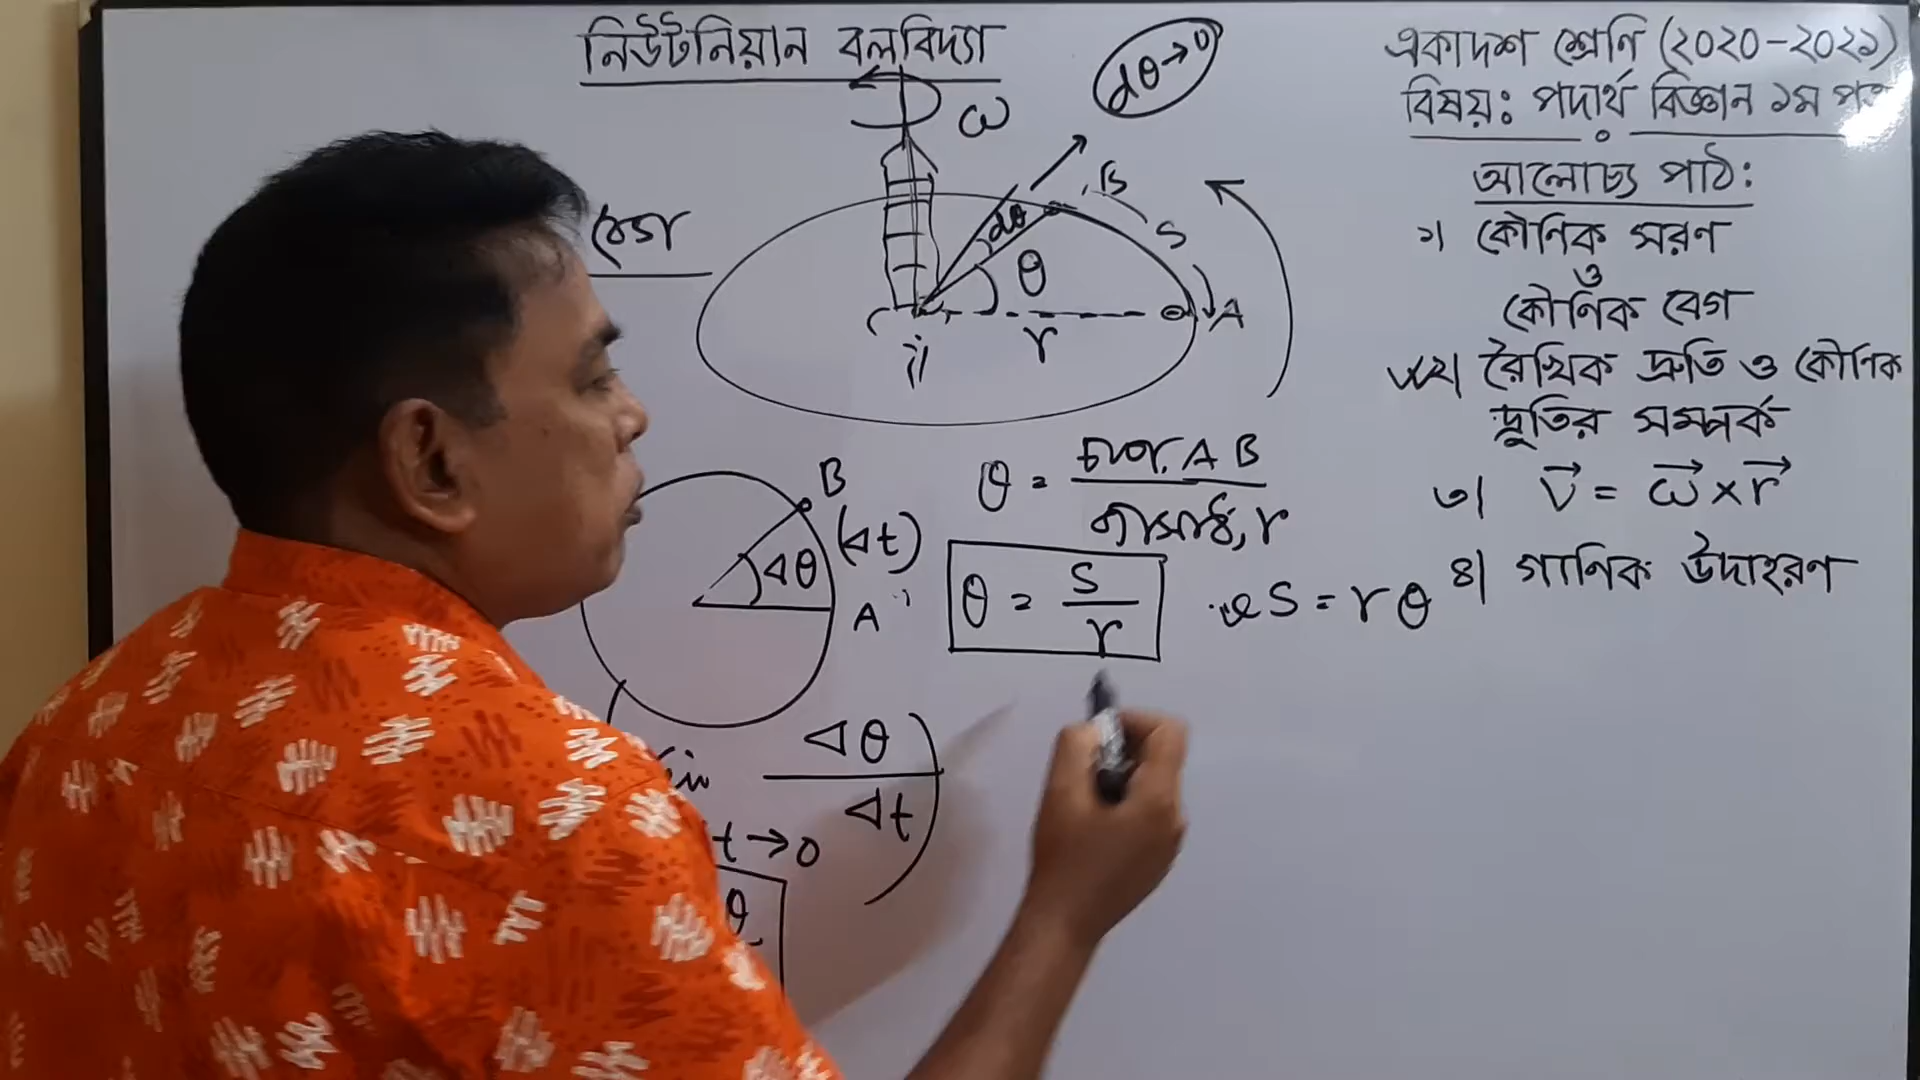 নিউটনিয়ান বলবিদ্যা
dθ→0
ω
বেগ
dθ
θ
B
S
A
r
একাদশ শ্রেণি (২০২০-২০২১)
বিষয়ঃ পদার্থ বিজ্ঞান ১ম পত্র
আলোচ্য পাঠ:
১। কৌণিক সরণ
ও
কৌণিক বেগ
২। রৈখিক দ্রুতি ও কৌণিক
দ্রুতির সম্পর্ক
৩। V⃗ = ω⃗ × r⃗
৪। গাণিতিক উদাহরণ
B
(Δt)
Δθ
A
θ = চাপ, AB
ব্যাসার্ধ, r
θ = S
r
S = rθ
Δθ
Δt
t → 0
θ